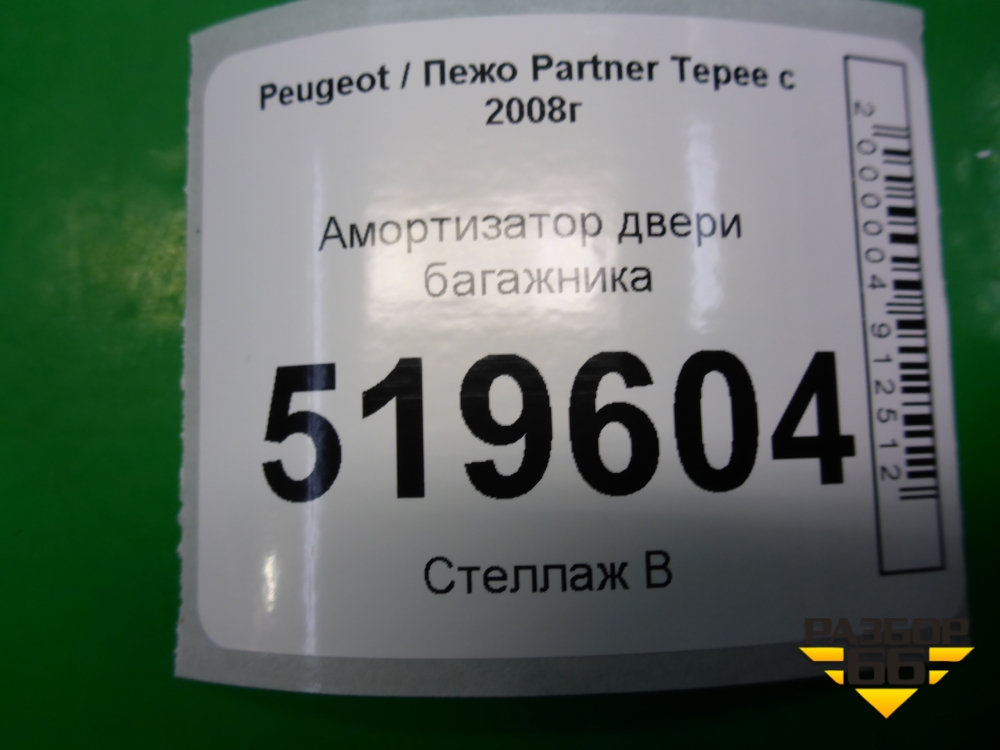 Peugeot / Пежо Partner Tepee с
2008г
Амортизатор двери
багажника
519604
Стеллаж В
2000004912512
РАЗБОР
66